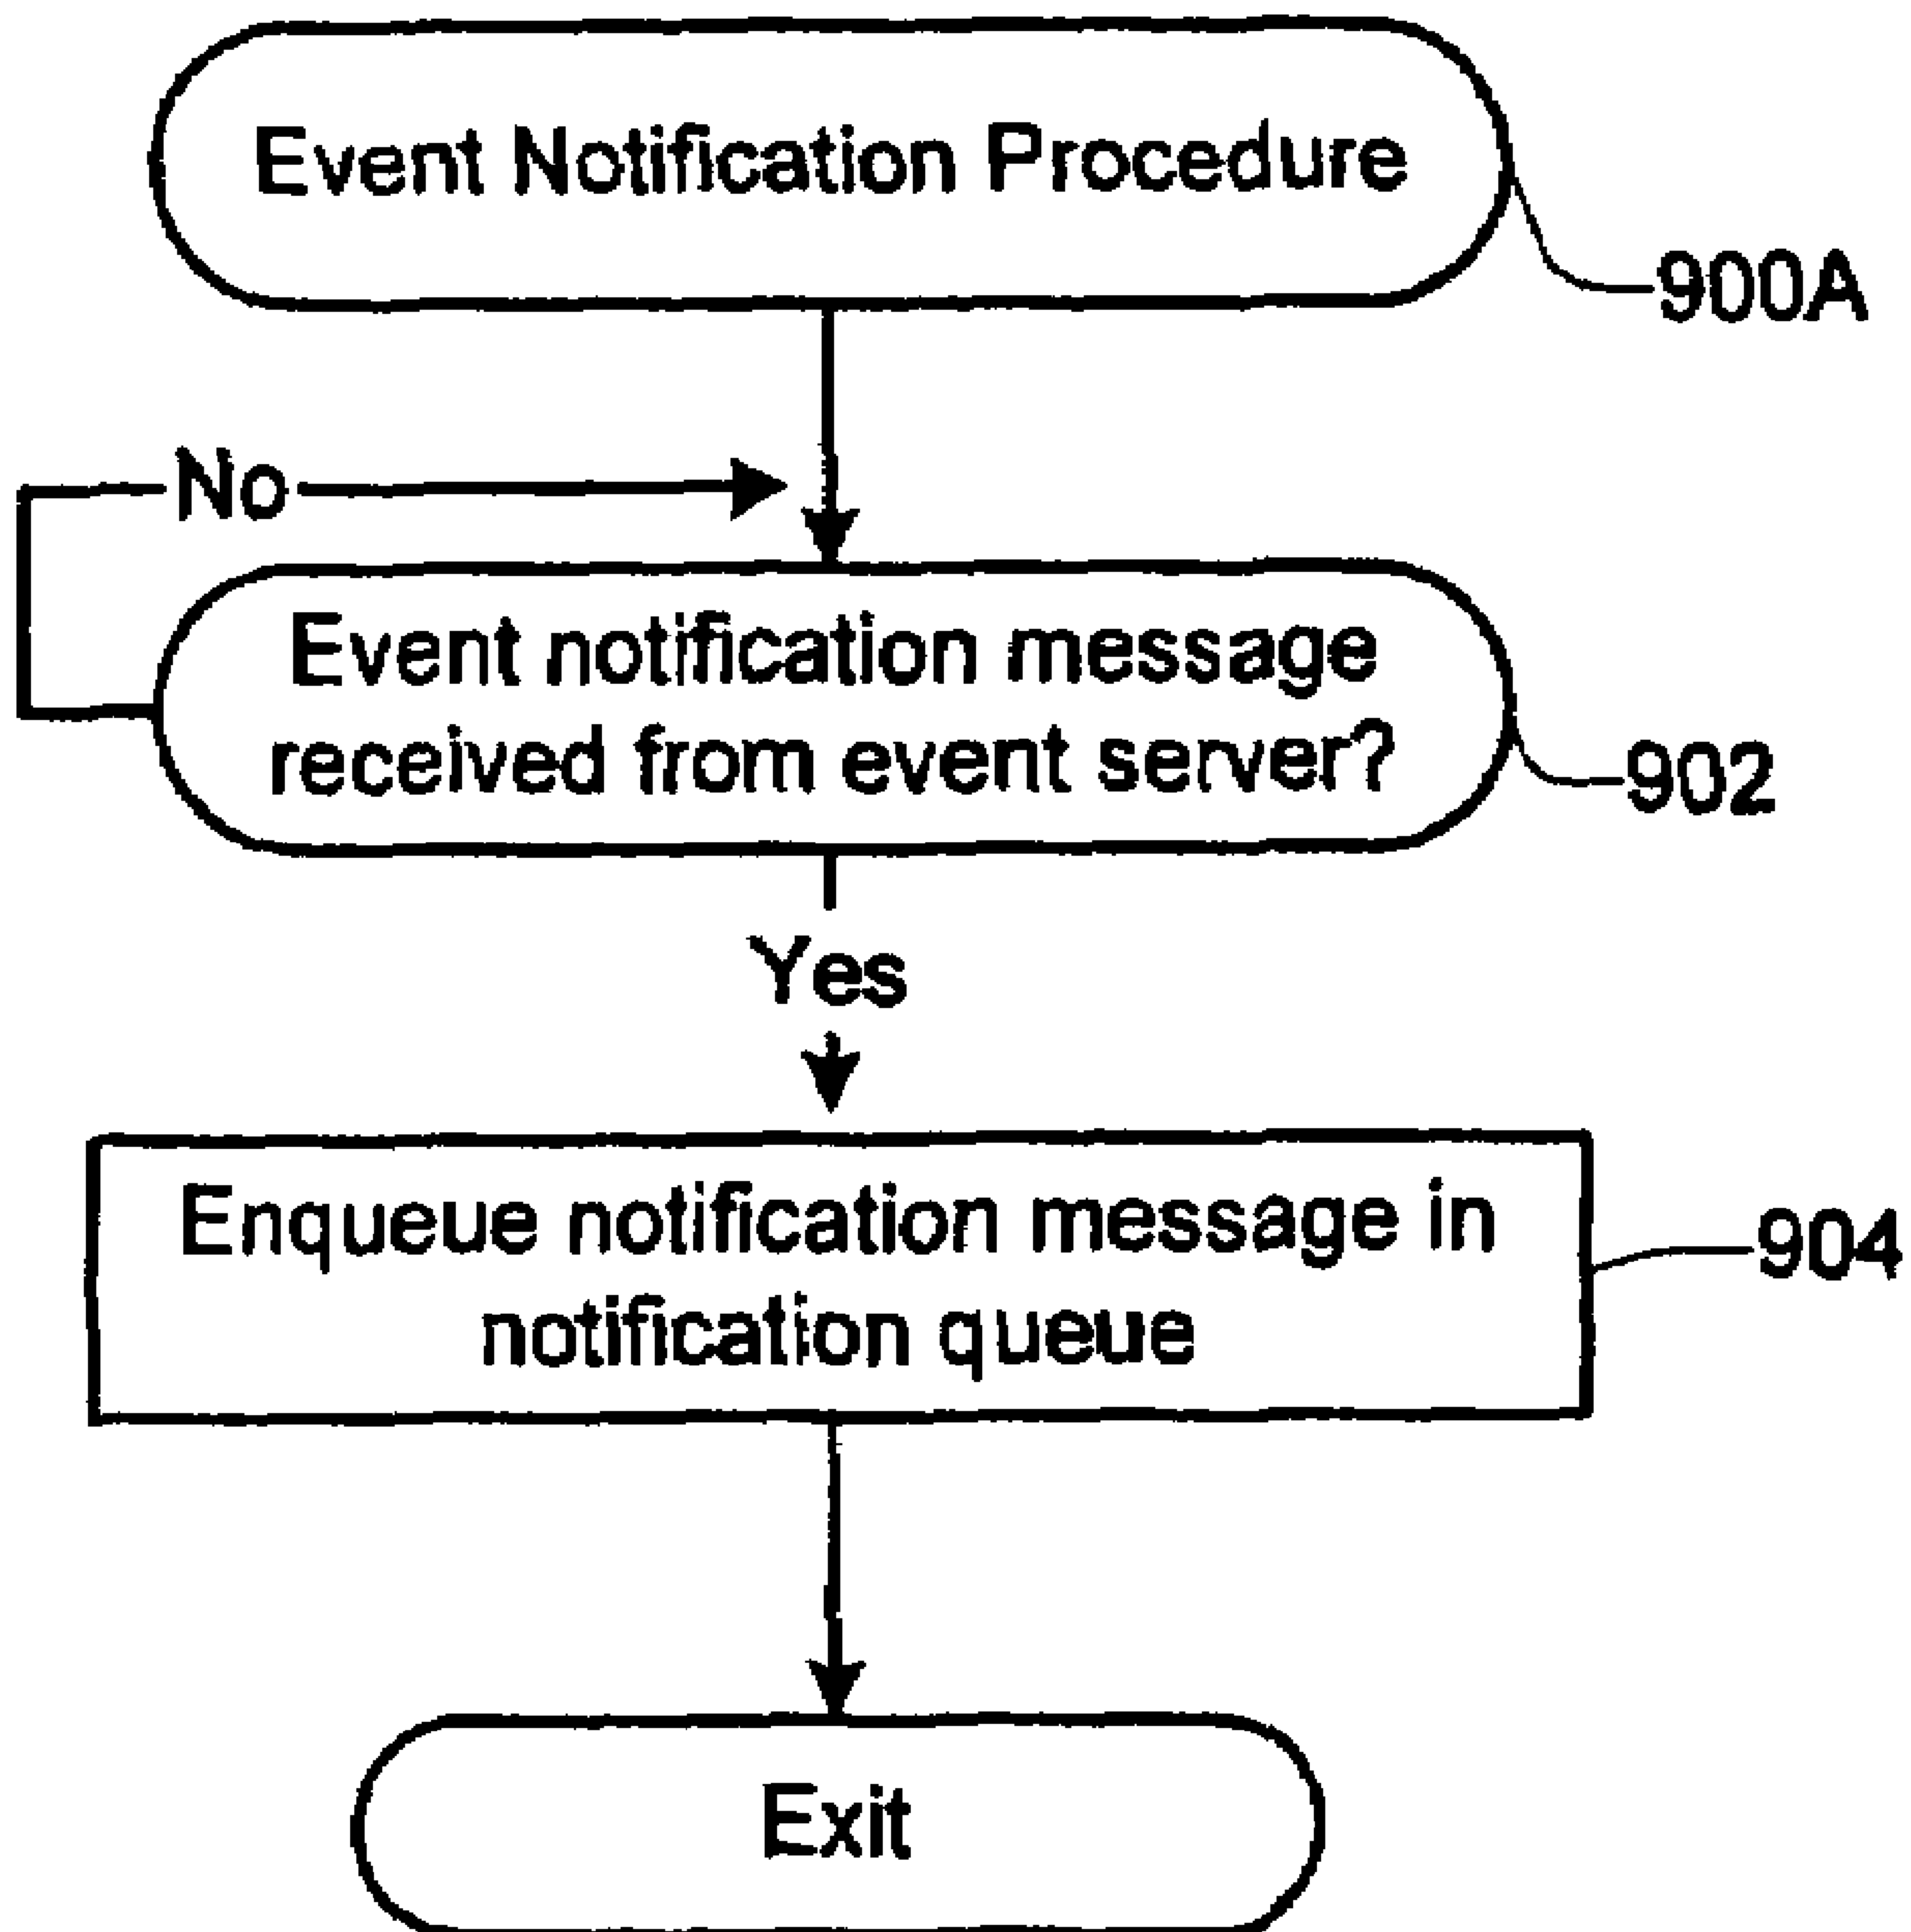 Event Notification Procedure
900A
No
Event notification message
received from event server?
902
Yes
Enqueue notification message in
notification queue
904
Exit